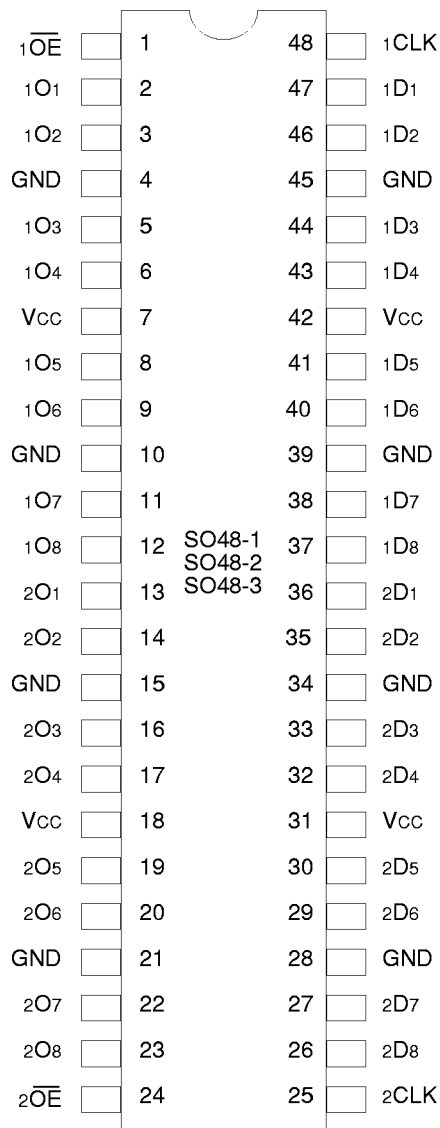 1OE 1 48 1CLK
1O1 2 47 1D1
1O2 3 46 1D2
GND 4 45 GND
1O3 5 44 1D3
1O4 6 43 1D4
VCC 7 42 VCC
1O5 8 41 1D5
1O6 9 40 1D6
GND 10 39 GND
1O7 11 38 1D7
1O8 12 SO48-1 37 1D8
SO48-2
2O1 13 SO48-3 36 2D1
2O2 14 35 2D2
GND 15 34 GND
2O3 16 33 2D3
2O4 17 32 2D4
VCC 18 31 VCC
2O5 19 30 2D5
2O6 20 29 2D6
GND 21 28 GND
2O7 22 27 2D7
2O8 23 26 2D8
2OE 24 25 2CLK